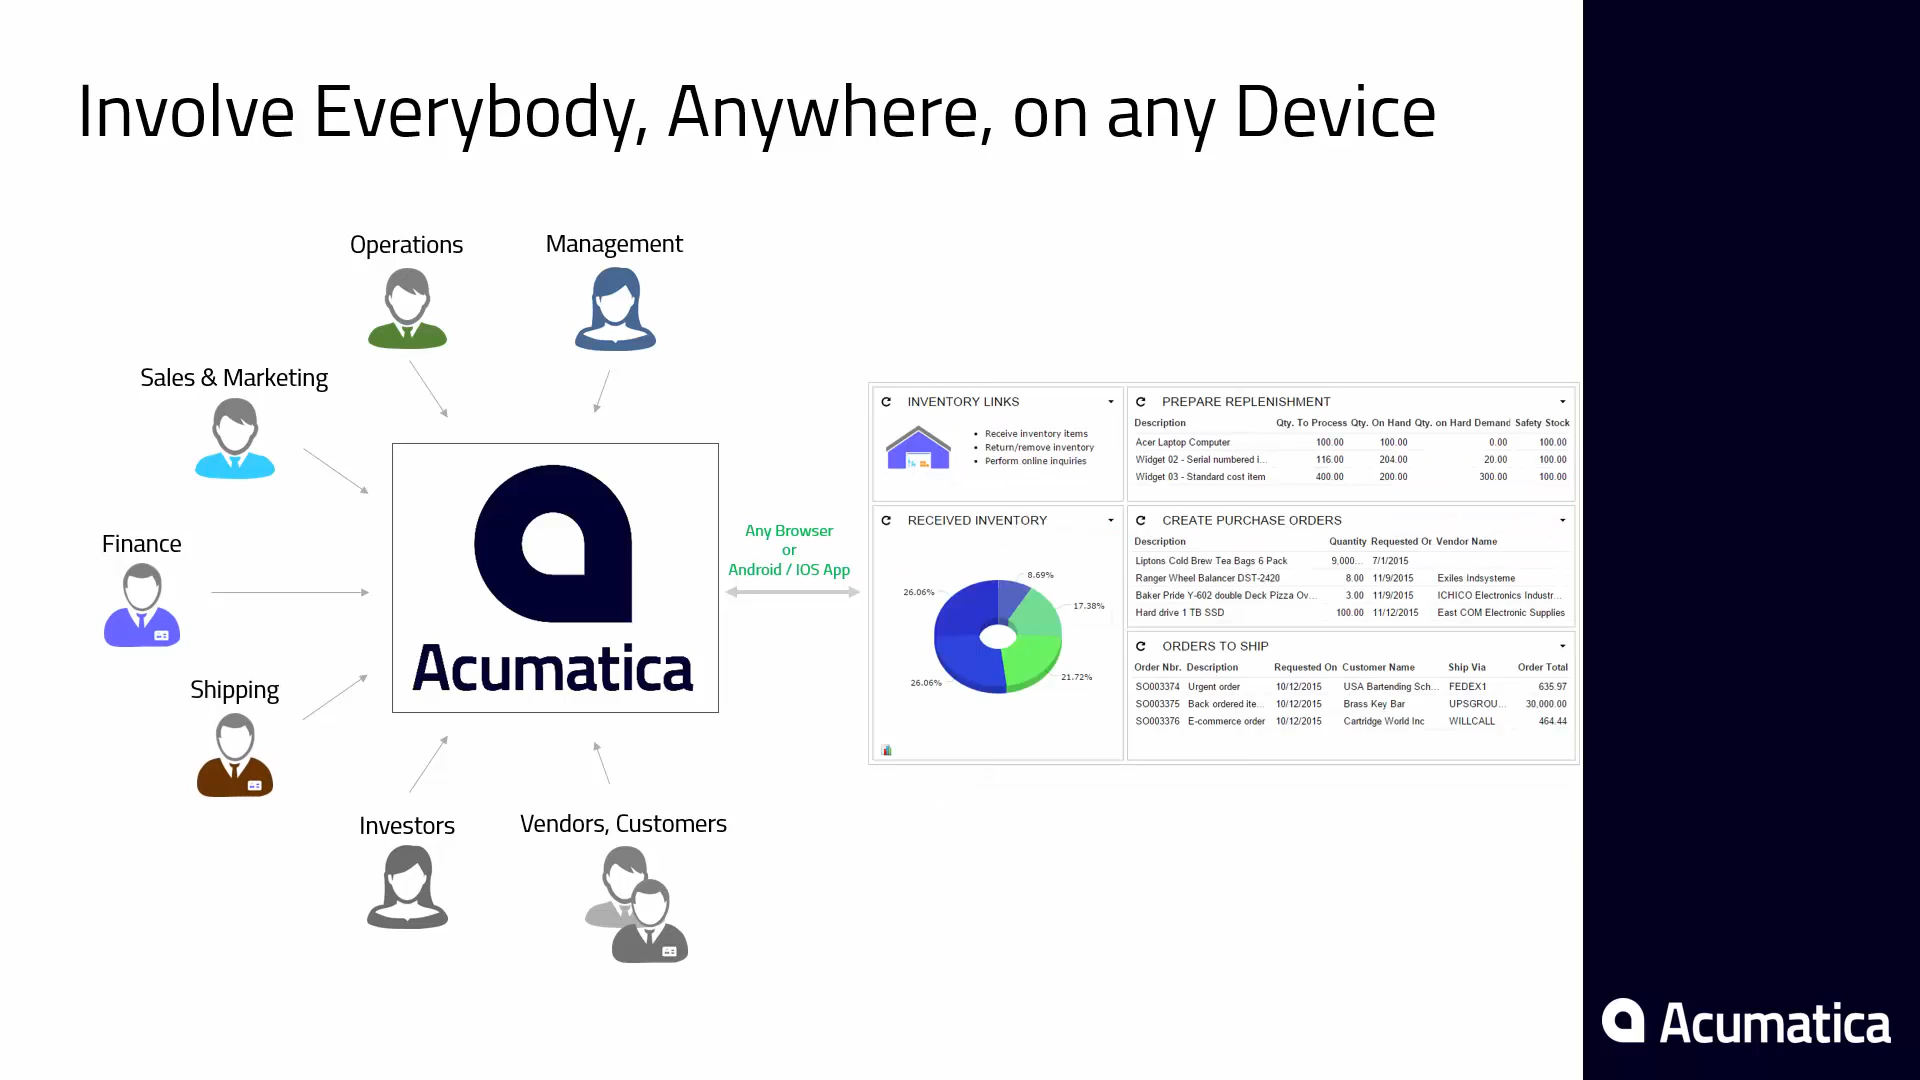 Involve Everybody, Anywhere, on any Device
Operations
Management
Sales & Marketing
Finance
Shipping
Investors
Vendors, Customers
Acumatica
Any Browser
or
Android / IOS App
INVENTORY LINKS
• Receive inventory items
• Return/remove inventory
• Perform online inquiries
RECEIVED INVENTORY
8.69%
26.06%
17.38%
21.72%
26.06%
PREPARE REPLENISHMENT
Description Qty. To Process Qty. On Hand Qty. on Hard Demand Safety Stock
Acer Laptop Computer 100.00 100.00 0.00 100.00
Widget 02 - Serial numbered i... 116.00 204.00 20.00 100.00
Widget 03 - Standard cost item 400.00 200.00 300.00 100.00
CREATE PURCHASE ORDERS
Description Quantity Requested Or Vendor Name
Liptons Cold Brew Tea Bags 6 Pack 9,000... 7/1/2015
Ranger Wheel Balancer DST-2420 8.00 11/9/2015 Exiles Indsysteme
Baker Pride Y-602 double Deck Pizza Ov... 3.00 11/9/2015 ICHICO Electronics Industr...
Hard drive 1 TB SSD 100.00 11/12/2015 East COM Electronic Supplies
ORDERS TO SHIP
Order Nbr. Description Requested On Customer Name Ship Via Order Total
SO003374 Urgent order 10/12/2015 USA Bartending Sch... FEDEX1 635.97
SO003375 Back ordered ite... 10/12/2015 Brass Key Bar UPSGROU... 30,000.00
SO003376 E-commerce order 10/12/2015 Cartridge World Inc WILLCALL 464.44
Acumatica